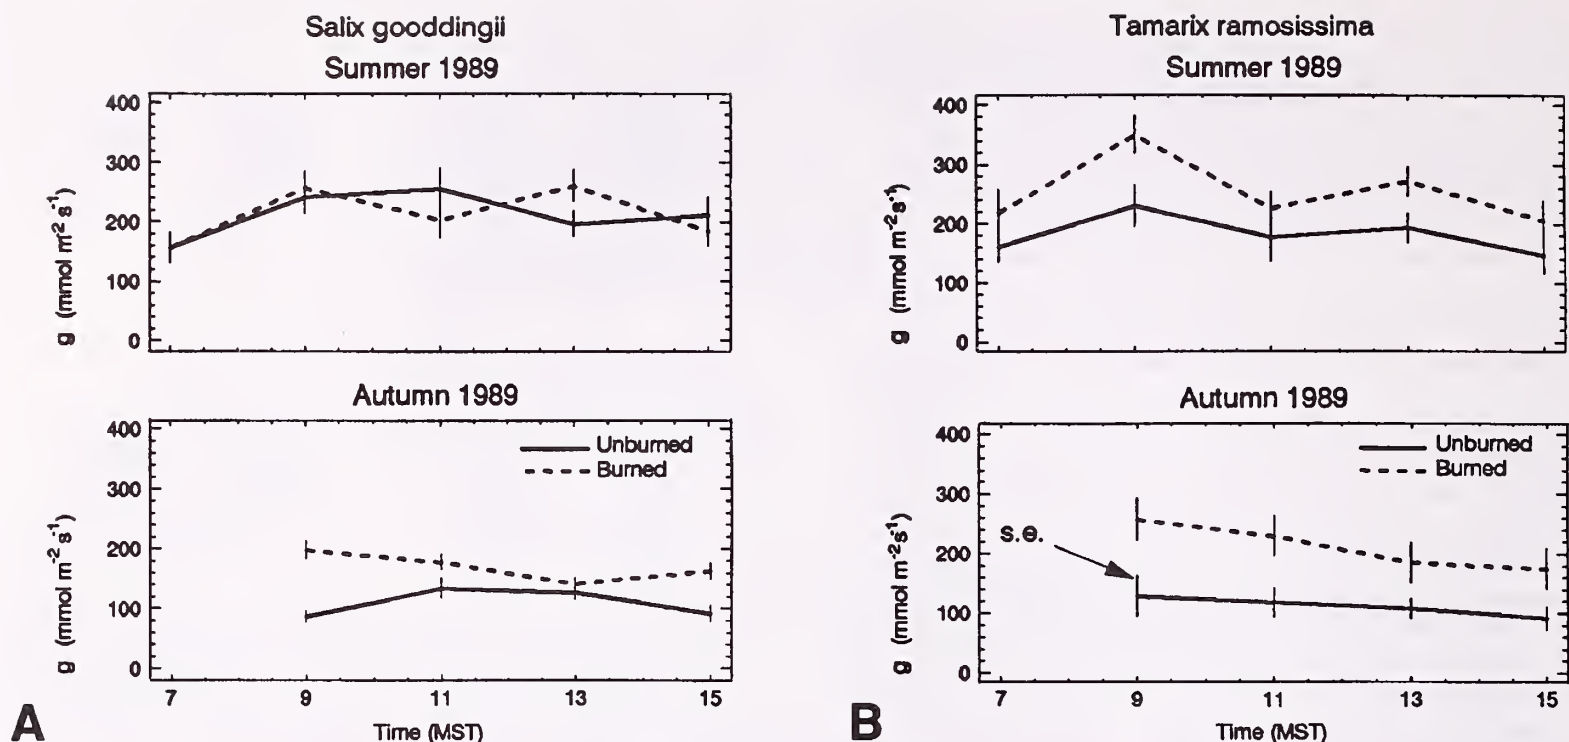 Salix gooddingii
Summer 1989
400
300
200
100
0
g (mmol m² s⁻¹)
Autumn 1989
400
300
200
100
0
g (mmol m⁻² s⁻¹)
Unburned
Burned
7 9 11 13 15
Time (MST)
A
Tamarix ramosissima
Summer 1989
400
300
200
100
0
g (mmol m⁻² s⁻¹)
Autumn 1989
400
300
200
100
0
g (mmol m⁻² s⁻¹)
Unburned
Burned
s.e.
7 9 11 13 15
Time (MST)
B